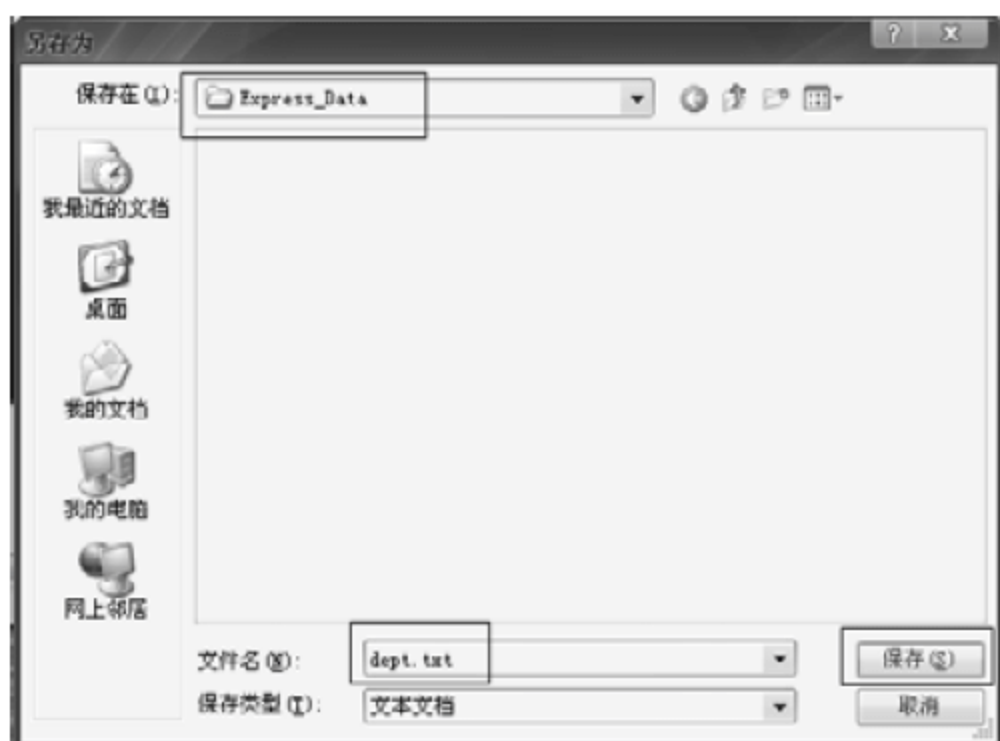 另存为
保存在(I):
Express_Data
我最近的文档
桌面
我的文档
我的电脑
网上邻居
文件名(N):
dept.txt
保存(S)
保存类型(T):
文本文档
取消